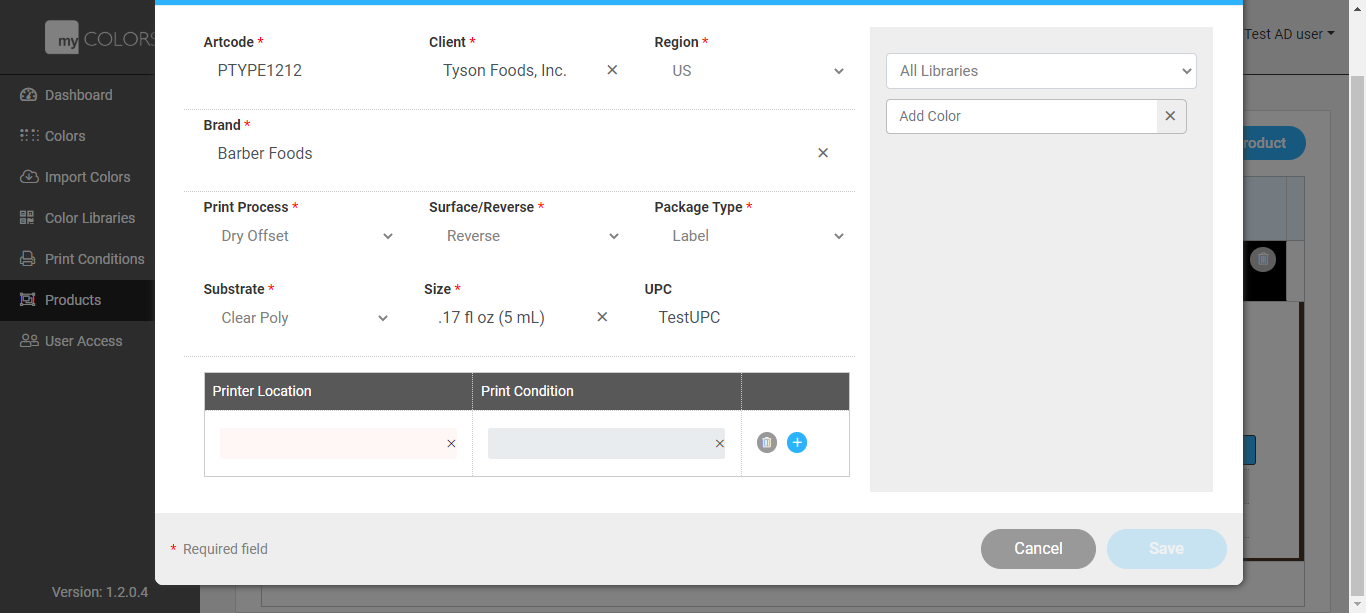 my COLORS
Test AD user
Dashboard
Colors
Import Colors
Color Libraries
Print Conditions
Products
User Access
Version: 1.2.0.4
Artcode * Client * Region *
PTYPE1212 Tyson Foods, Inc. × US
Brand *
Barber Foods ×
Print Process * Surface/Reverse * Package Type *
Dry Offset Reverse Label
Substrate * Size * UPC
Clear Poly .17 fl oz (5 mL) × TestUPC
Printer Location Print Condition
× × +
All Libraries
Add Color ×
* Required field
Cancel Save
roduct